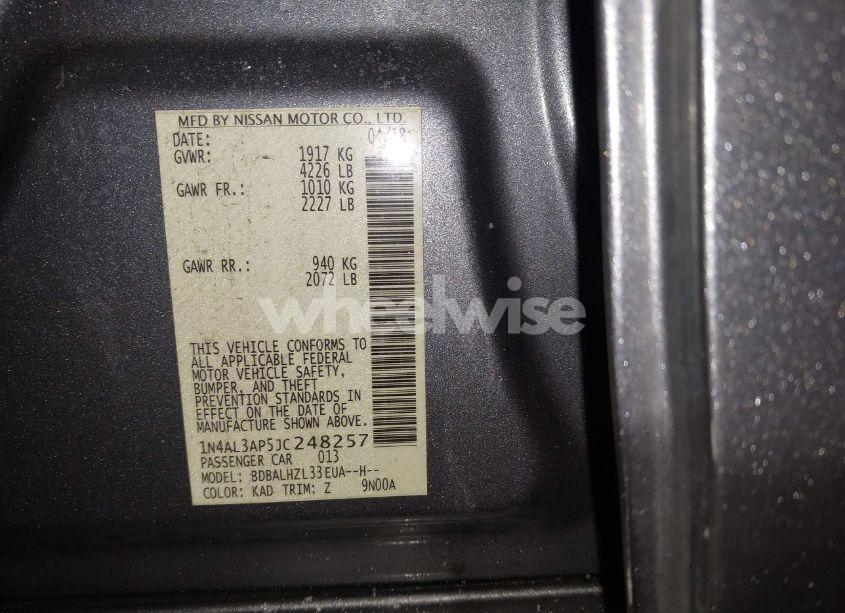 MFD BY NISSAN MOTOR CO., LTD.
DATE: 04/18
GVWR: 1917 KG
4226 LB
GAWR FR.: 1010 KG
2227 LB
GAWR RR.: 940 KG
2072 LB
wheelwise
THIS VEHICLE CONFORMS TO
ALL APPLICABLE FEDERAL
MOTOR VEHICLE SAFETY,
BUMPER, AND THEFT
PREVENTION STANDARDS IN
EFFECT ON THE DATE OF
MANUFACTURE SHOWN ABOVE.
1N4AL3AP5JC248257
PASSENGER CAR 013
MODEL: BDBALHZL33EUA--H--
COLOR: KAD TRIM: Z 9N00A